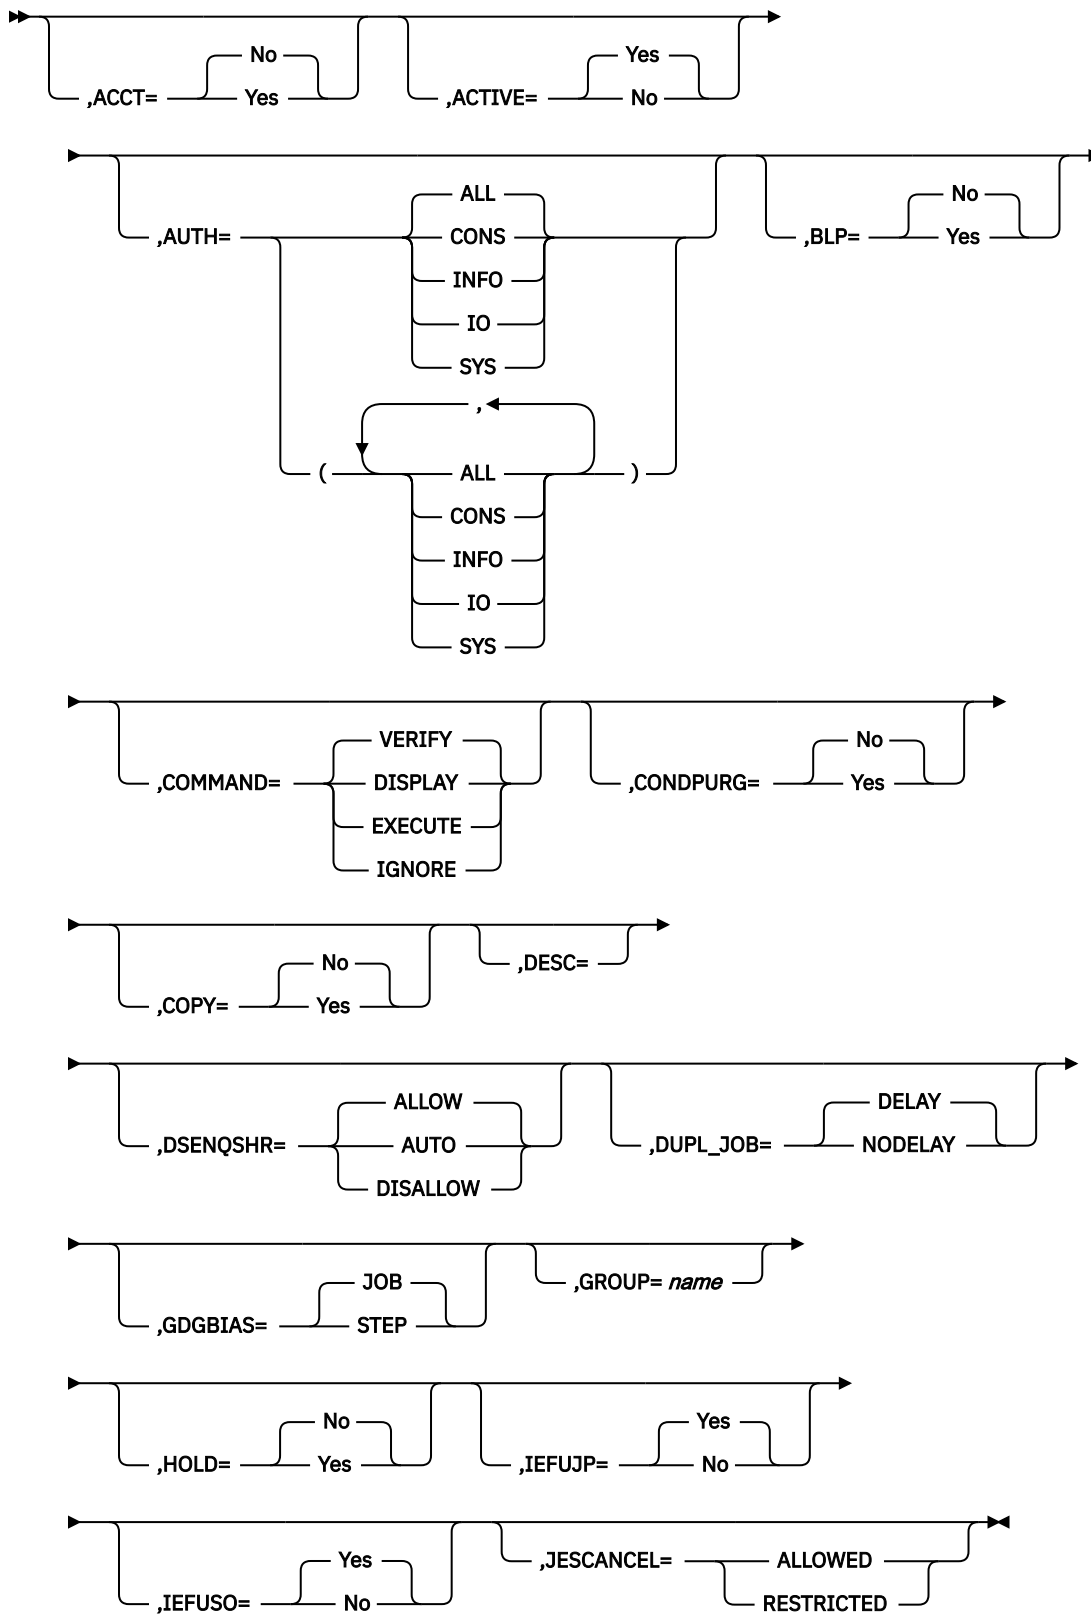 No Yes
,ACCT= Yes ,ACTIVE= No
ALL No
,AUTH= CONS ,BLP= Yes
INFO
IO
SYS
,
( ALL )
CONS
INFO
IO
SYS
VERIFY No
,COMMAND= DISPLAY ,CONDPURG= Yes
EXECUTE
IGNORE
No ,DESC=
,COPY= Yes
ALLOW DELAY
,DSENQSHR= AUTO ,DUPL_JOB= NODELAY
DISALLOW
JOB ,GROUP= name
,GDGBIAS= STEP
No Yes
,HOLD= Yes ,IEFUJP= No
Yes ,JESCANCEL= ALLOWED
,IEFUSO= No RESTRICTED